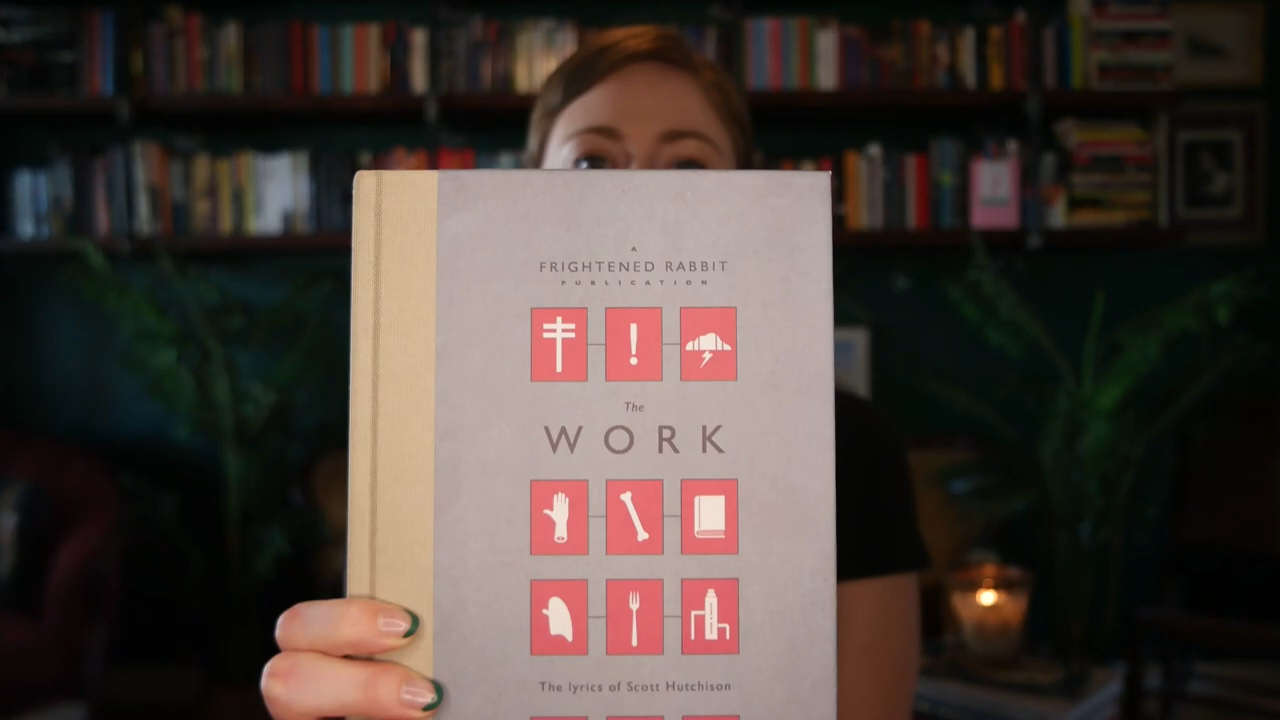 A
FRIGHTENED RABBIT
PUBLICATION
The
WORK
The lyrics of Scott Hutchison